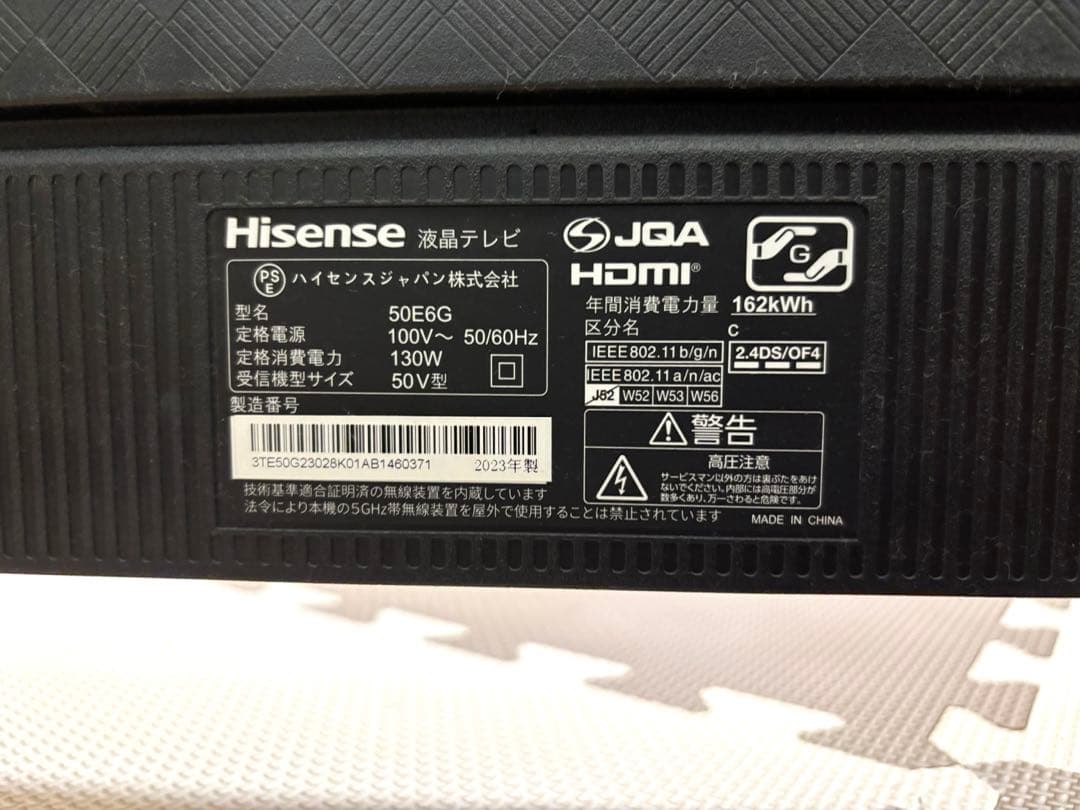 Hisense 液晶テレビ
PS
E
ハイセンスジャパン株式会社
型名 50E6G
定格電源 100V～ 50/60Hz
定格消費電力 130W
受信機型サイズ 50V型
製造番号
3TE50G23028K01AB1460371 2023年製
技術基準適合証明済の無線装置を内蔵しています
法令により本機の5GHz帯無線装置を屋外で使用することは禁止されています
JQA
HDMI®
G
年間消費電力量 162kWh
区分名 C
IEEE802.11b/g/n
2.4DS/OF4
IEEE802.11a/n/ac
J52 W52 W53 W56
警告
高圧注意
サービスマン以外の方は裏ぶたをあけ
ないでください。内部には高電圧部分が
数多くあり、万一さわると危険です。
MADE IN CHINA